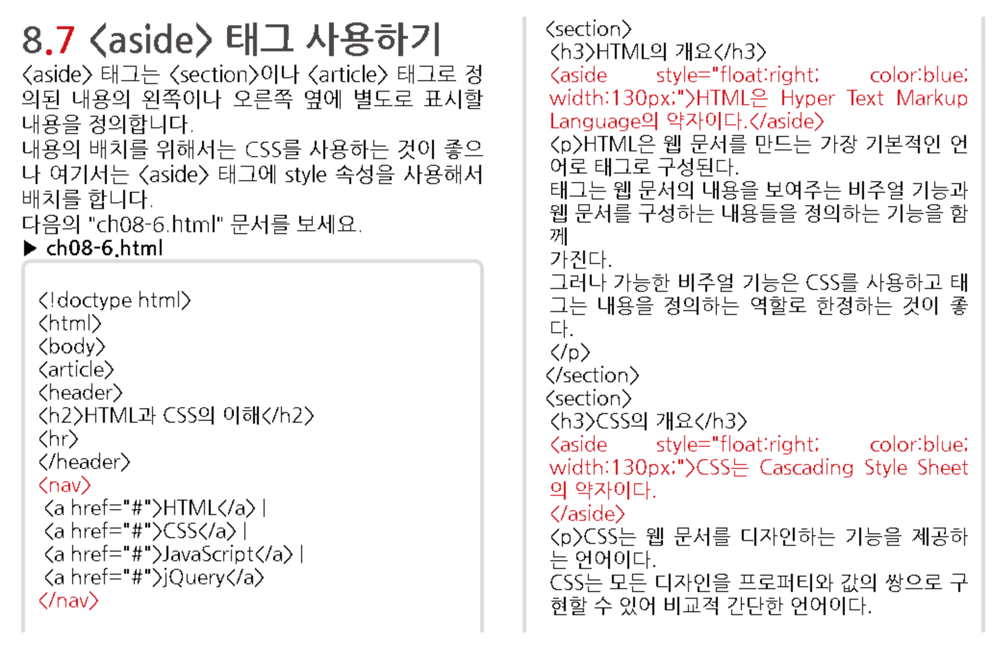 8.7 <aside> 태그 사용하기
<aside> 태그는 <section>이나 <article> 태그로 정
의된 내용의 왼쪽이나 오른쪽 옆에 별도로 표시할
내용을 정의합니다.
내용의 배치를 위해서는 CSS를 사용하는 것이 좋으
나 여기서는 <aside> 태그에 style 속성을 사용해서
배치를 합니다.
다음의 "ch08-6.html" 문서를 보세요.
▶ ch08-6.html
<!doctype html>
<html>
<body>
<article>
<header>
<h2>HTML과 CSS의 이해</h2>
<hr>
</header>
<nav>
<a href="#">HTML</a> |
<a href="#">CSS</a> |
<a href="#">JavaScript</a> |
<a href="#">jQuery</a>
</nav>
<section>
<h3>HTML의 개요</h3>
<aside style="float:right; color:blue;
width:130px;">HTML은 Hyper Text Markup
Language의 약자이다.</aside>
<p>HTML은 웹 문서를 만드는 가장 기본적인 언
어로 태그로 구성된다.
태그는 웹 문서의 내용을 보여주는 비주얼 기능과
웹 문서를 구성하는 내용들을 정의하는 기능을 함
께
가진다.
그러나 가능한 비주얼 기능은 CSS를 사용하고 태
그는 내용을 정의하는 역할로 한정하는 것이 좋
다.
</p>
</section>
<section>
<h3>CSS의 개요</h3>
<aside style="float:right; color:blue;
width:130px;">CSS는 Cascading Style Sheet
의 약자이다.
</aside>
<p>CSS는 웹 문서를 디자인하는 기능을 제공하
는 언어이다.
CSS는 모든 디자인을 프로퍼티와 값의 쌍으로 구
현할 수 있어 비교적 간단한 언어이다.